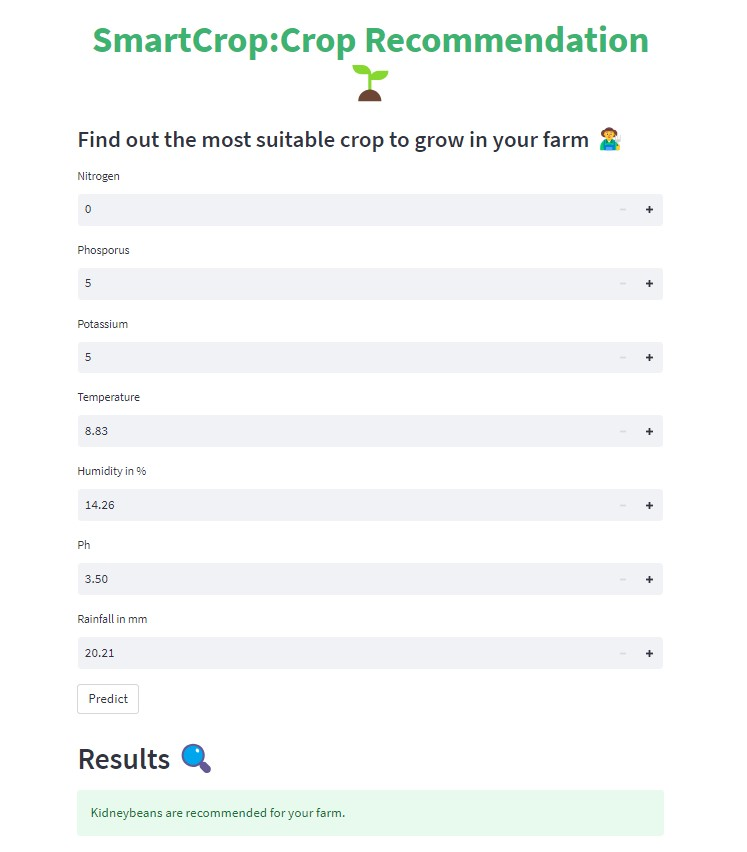 SmartCrop:Crop Recommendation
Find out the most suitable crop to grow in your farm
Nitrogen
0
Phosporus
5
Potassium
5
Temperature
8.83
Humidity in %
14.26
Ph
3.50
Rainfall in mm
20.21
Predict
Results
Kidneybeans are recommended for your farm.